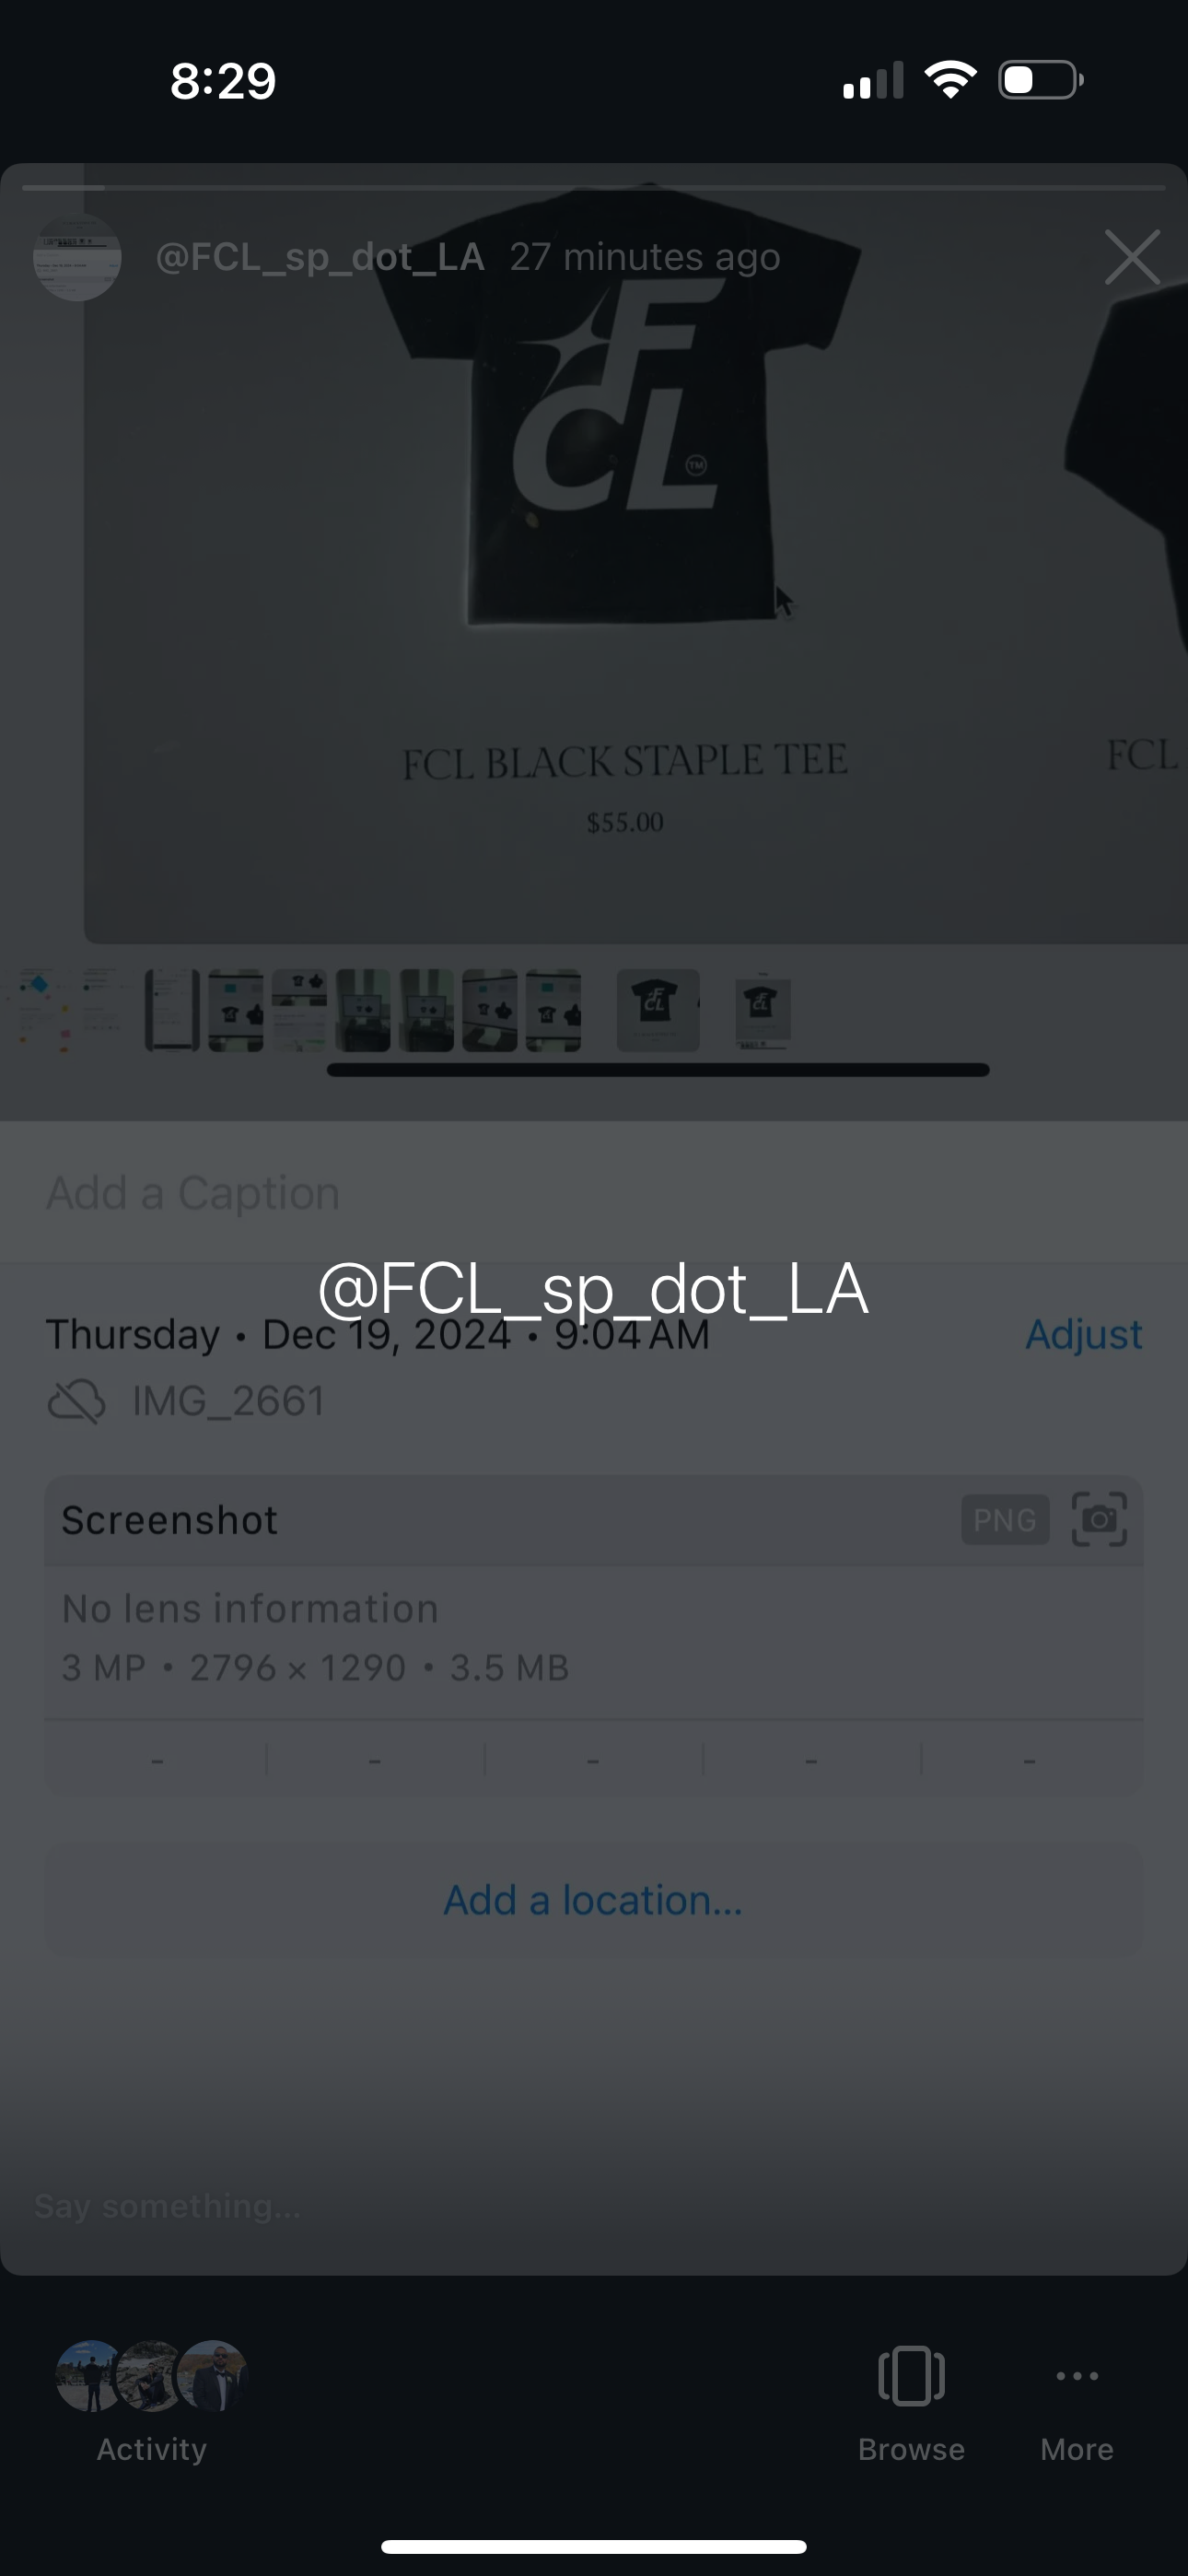 8:29
@FCL_sp_dot_LA 27 minutes ago
F
CL
TM
FCL BLACK STAPLE TEE
FCL
$55.00
Add a Caption
@FCL_sp_dot_LA
Thursday • Dec 19, 2024 • 9:04 AM
Adjust
IMG_2661
Screenshot
PNG
No lens information
3 MP • 2796 × 1290 • 3.5 MB
- - - - -
Add a location...
Say something...
Activity
Browse
More